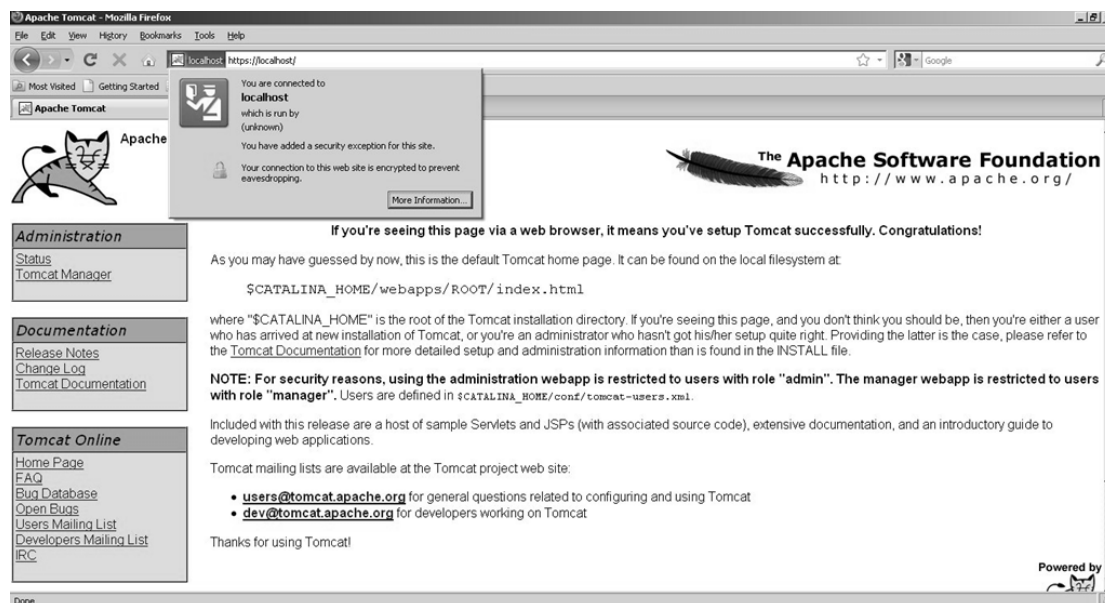 Apache Tomcat - Mozilla Firefox
File Edit View History Bookmarks Tools Help
localhost https://localhost/
Google
Most Visited Getting Started
Apache Tomcat
You are connected to
localhost
which is run by
(unknown)
You have added a security exception for this site.
Your connection to this web site is encrypted to prevent
eavesdropping.
More Information...
Apache
The Apache Software Foundation
http://www.apache.org/
Administration
Status
Tomcat Manager
Documentation
Release Notes
Change Log
Tomcat Documentation
Tomcat Online
Home Page
FAQ
Bug Database
Open Bugs
Users Mailing List
Developers Mailing List
IRC
If you're seeing this page via a web browser, it means you've setup Tomcat successfully. Congratulations!
As you may have guessed by now, this is the default Tomcat home page. It can be found on the local filesystem at:
$CATALINA_HOME/webapps/ROOT/index.html
where "$CATALINA_HOME" is the root of the Tomcat installation directory. If you're seeing this page, and you don't think you should be, then you're either a user
who has arrived at new installation of Tomcat, or you're an administrator who hasn't got his/her setup quite right. Providing the latter is the case, please refer to
the Tomcat Documentation for more detailed setup and administration information than is found in the INSTALL file.
NOTE: For security reasons, using the administration webapp is restricted to users with role "admin". The manager webapp is restricted to users
with role "manager". Users are defined in $CATALINA_HOME/conf/tomcat-users.xml.
Included with this release are a host of sample Servlets and JSPs (with associated source code), extensive documentation, and an introductory guide to
developing web applications.
Tomcat mailing lists are available at the Tomcat project web site:
• users@tomcat.apache.org for general questions related to configuring and using Tomcat
• dev@tomcat.apache.org for developers working on Tomcat
Thanks for using Tomcat!
Powered by
Done